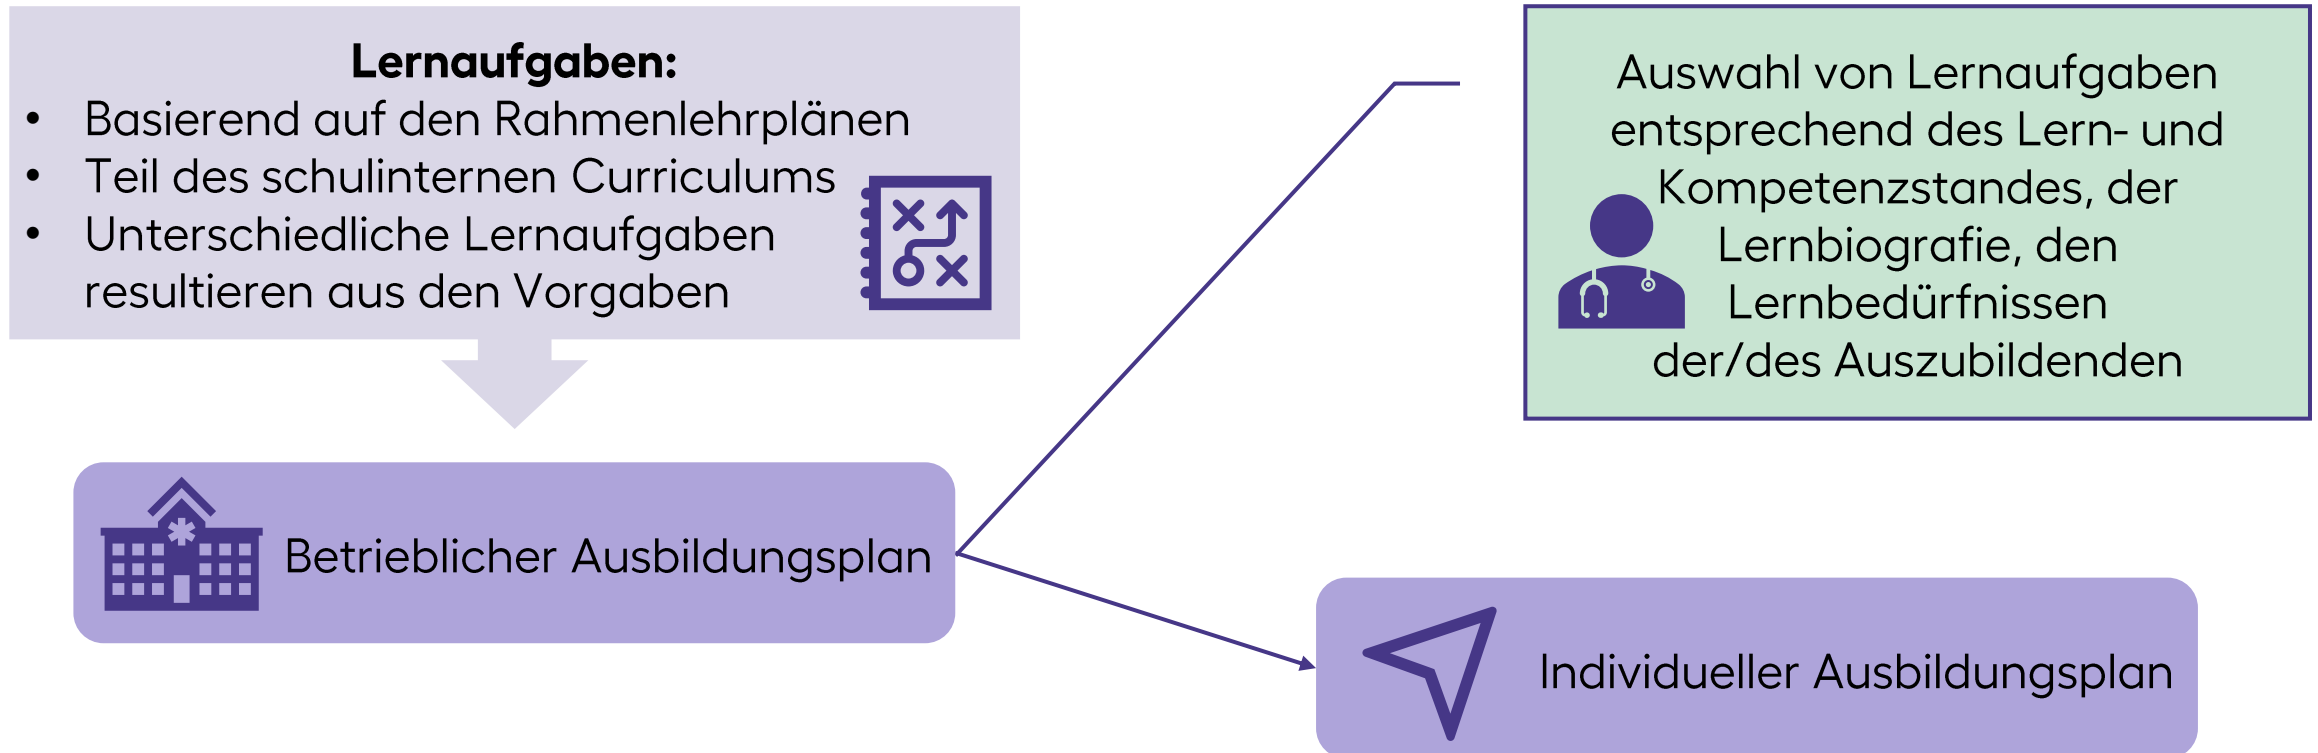 Lernaufgaben:
• Basierend auf den Rahmenlehrplänen
• Teil des schulinternen Curriculums
• Unterschiedliche Lernaufgaben
resultieren aus den Vorgaben
Auswahl von Lernaufgaben
entsprechend des Lern- und
Kompetenzstandes, der
Lernbiografie, den
Lernbedürfnissen
der/des Auszubildenden
Betrieblicher Ausbildungsplan
Individueller Ausbildungsplan